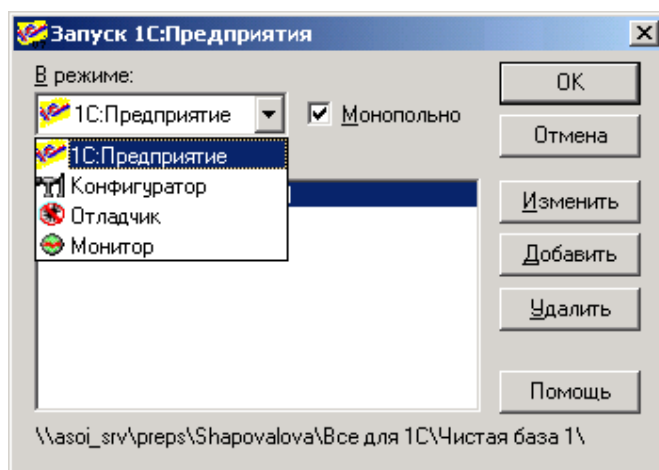 Запуск 1С:Предприятия
В режиме:
1С:Предприятие
Монопольно
1С:Предприятие
Конфигуратор
Отладчик
Монитор
OK
Отмена
Изменить
Добавить
Удалить
Помощь
\\asoi_srv\preps\Shapovalova\Все для 1С\Чистая база 1\